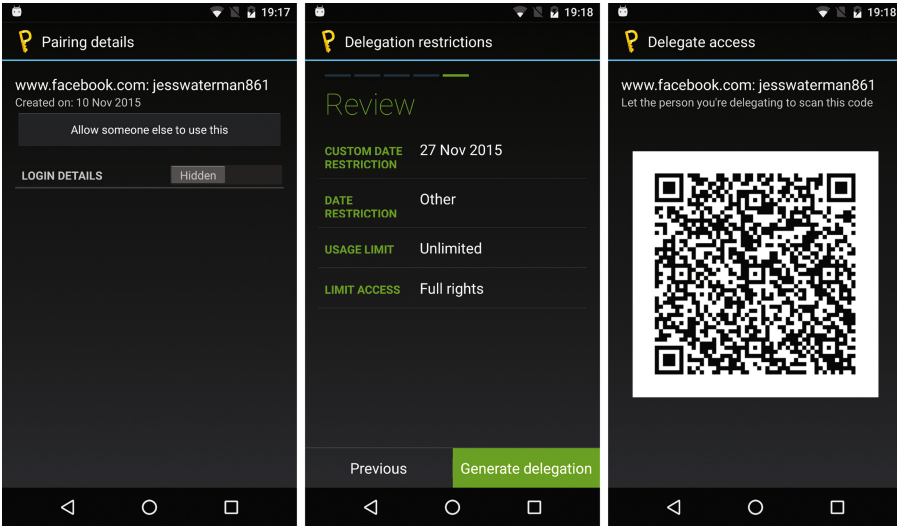 19:17
Pairing details
www.facebook.com: jesswaterman861
Created on: 10 Nov 2015
Allow someone else to use this
LOGIN DETAILS Hidden
19:18
Delegation restrictions
Review
CUSTOM DATE RESTRICTION 27 Nov 2015
DATE RESTRICTION Other
USAGE LIMIT Unlimited
LIMIT ACCESS Full rights
Previous Generate delegation
19:18
Delegate access
www.facebook.com: jesswaterman861
Let the person you're delegating to scan this code